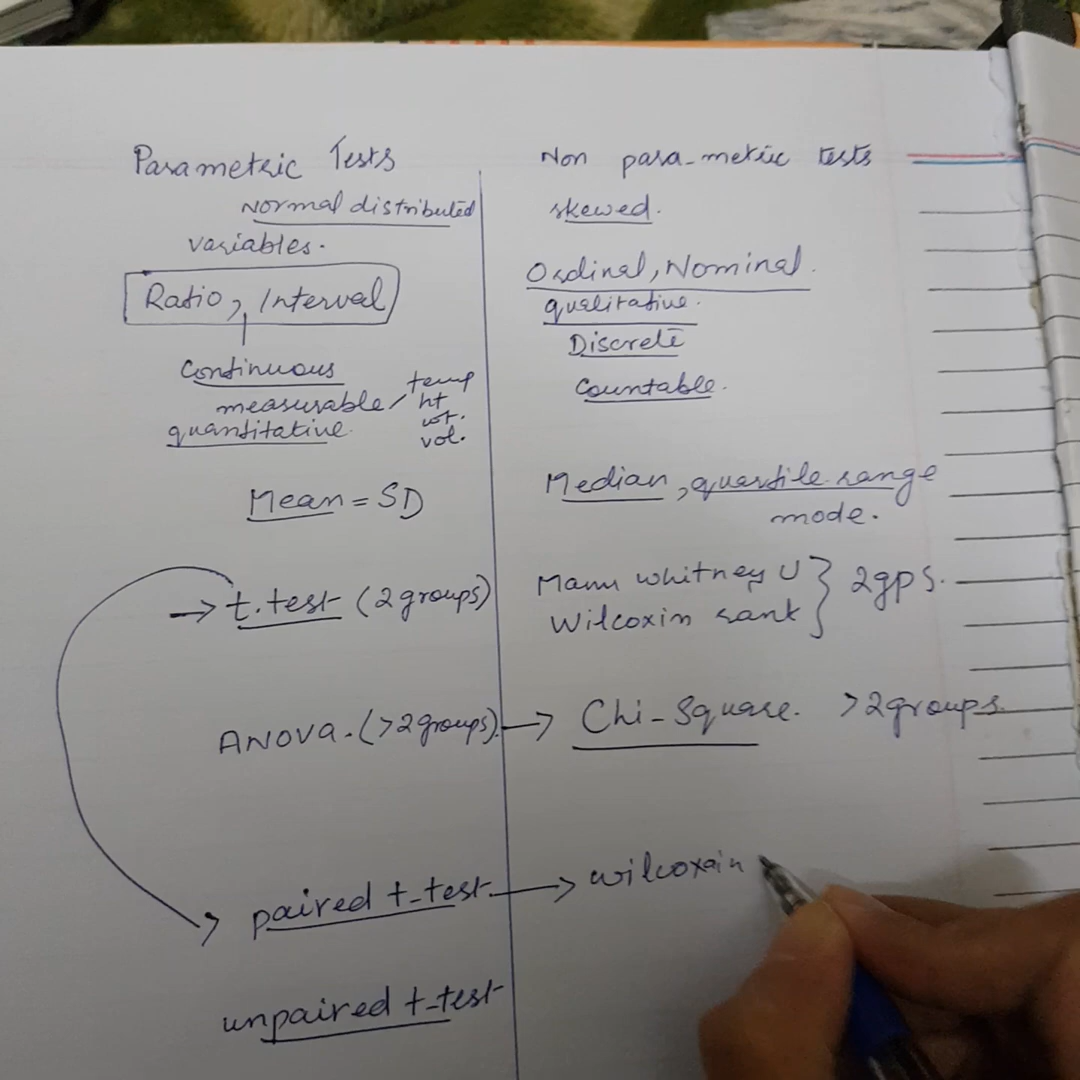 Parametric Tests
Normal distributed
variables.
Ratio, Interval
Continuous
measurable
temp
ht
wt.
vol.
quantitative
Mean = SD
→ t.test (2 groups)
ANOVA. (>2groups) →
paired t-test →
unpaired t-test
Non para-metric tests
skewed.
Ordinal, Nominal.
qualitative.
Discrete
Countable.
Median, quartile range
mode.
Mann whitney U } 2gps.
Wilcoxin rank
Chi-Square. >2groups.
wilcoxain